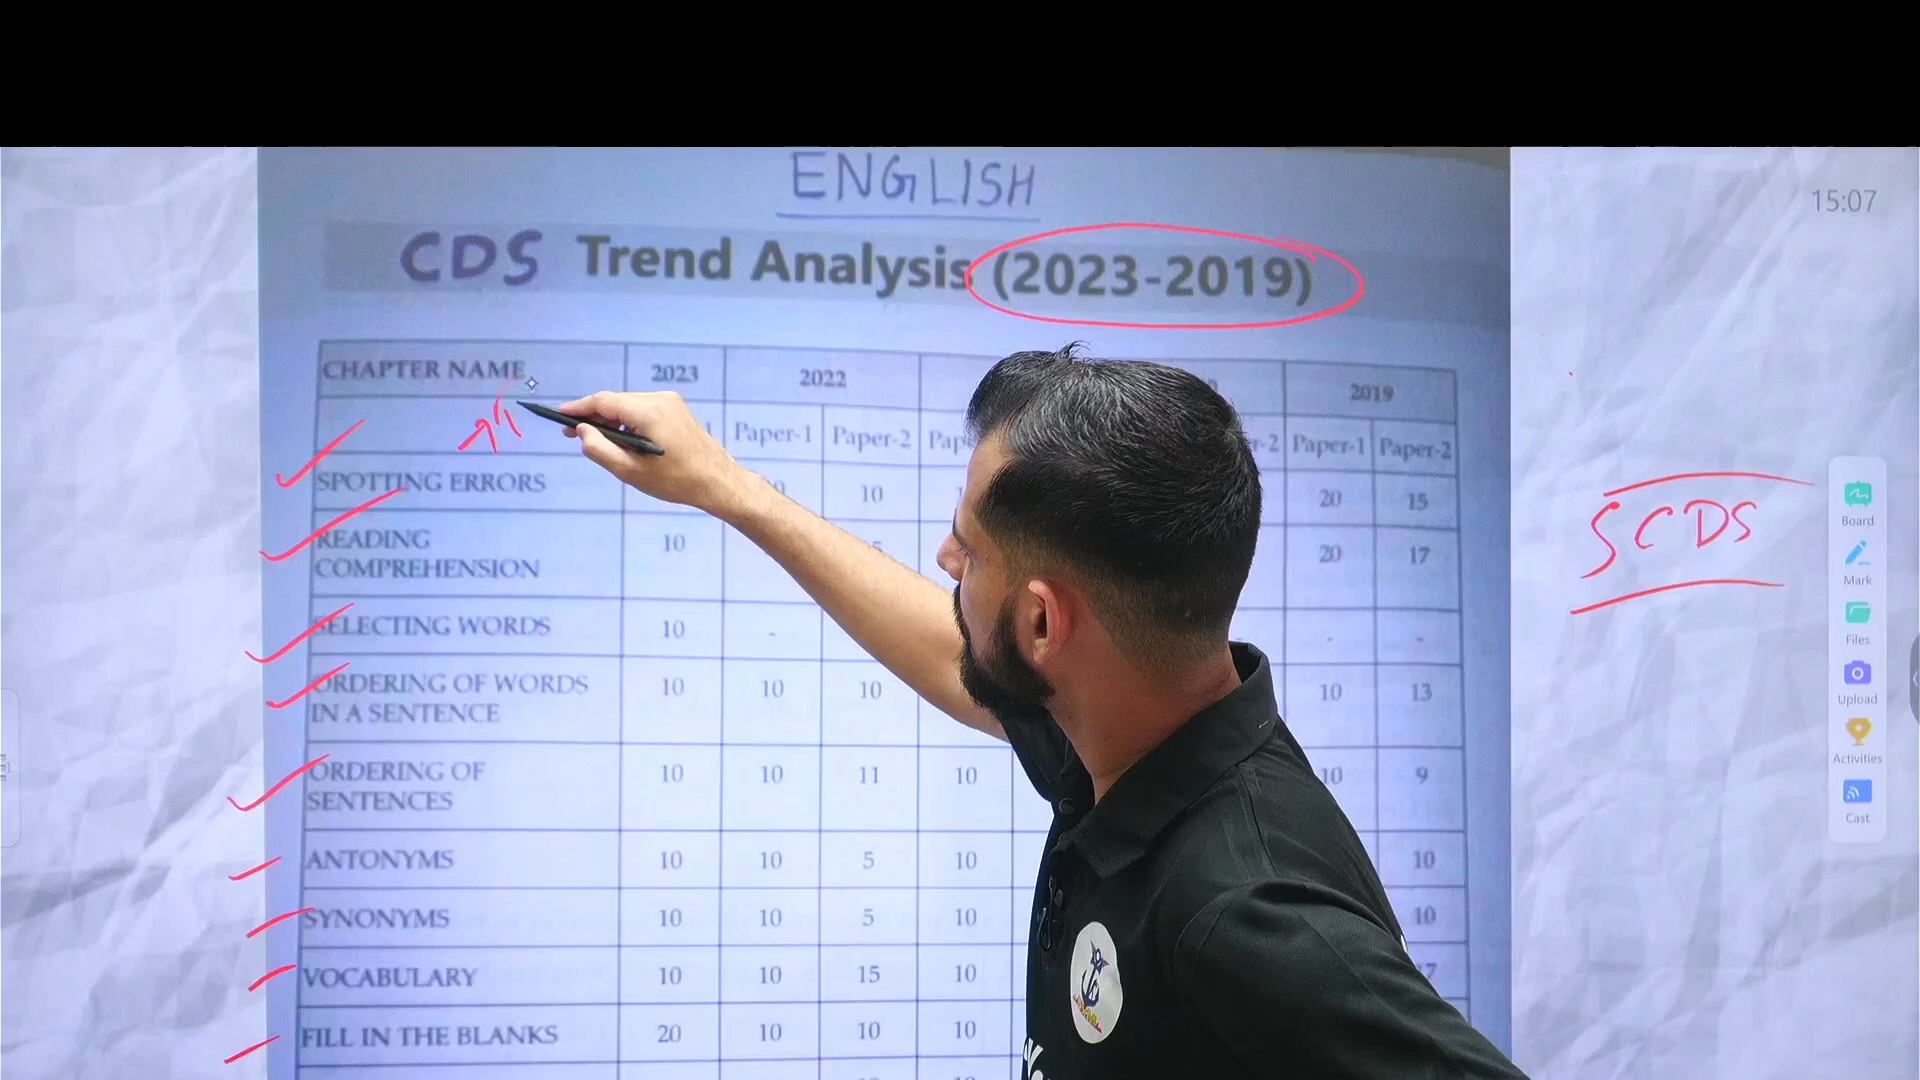 ENGLISH
15:07
CDS Trend Analysis (2023-2019)
CHAPTER NAME 2023 2022 2019
Paper-1 Paper-2 Paper-1 Paper-2
SPOTTING ERRORS 10 20 15
READING COMPREHENSION 10 20 17
SELECTING WORDS 10 - - -
ORDERING OF WORDS IN A SENTENCE 10 10 10 10 13
ORDERING OF SENTENCES 10 10 11 10 10 9
ANTONYMS 10 10 5 10 10
SYNONYMS 10 10 5 10 10
VOCABULARY 10 10 15 10
FILL IN THE BLANKS 20 10 10 10
SCDS
Board
Mark
Files
Upload
Activities
Cast